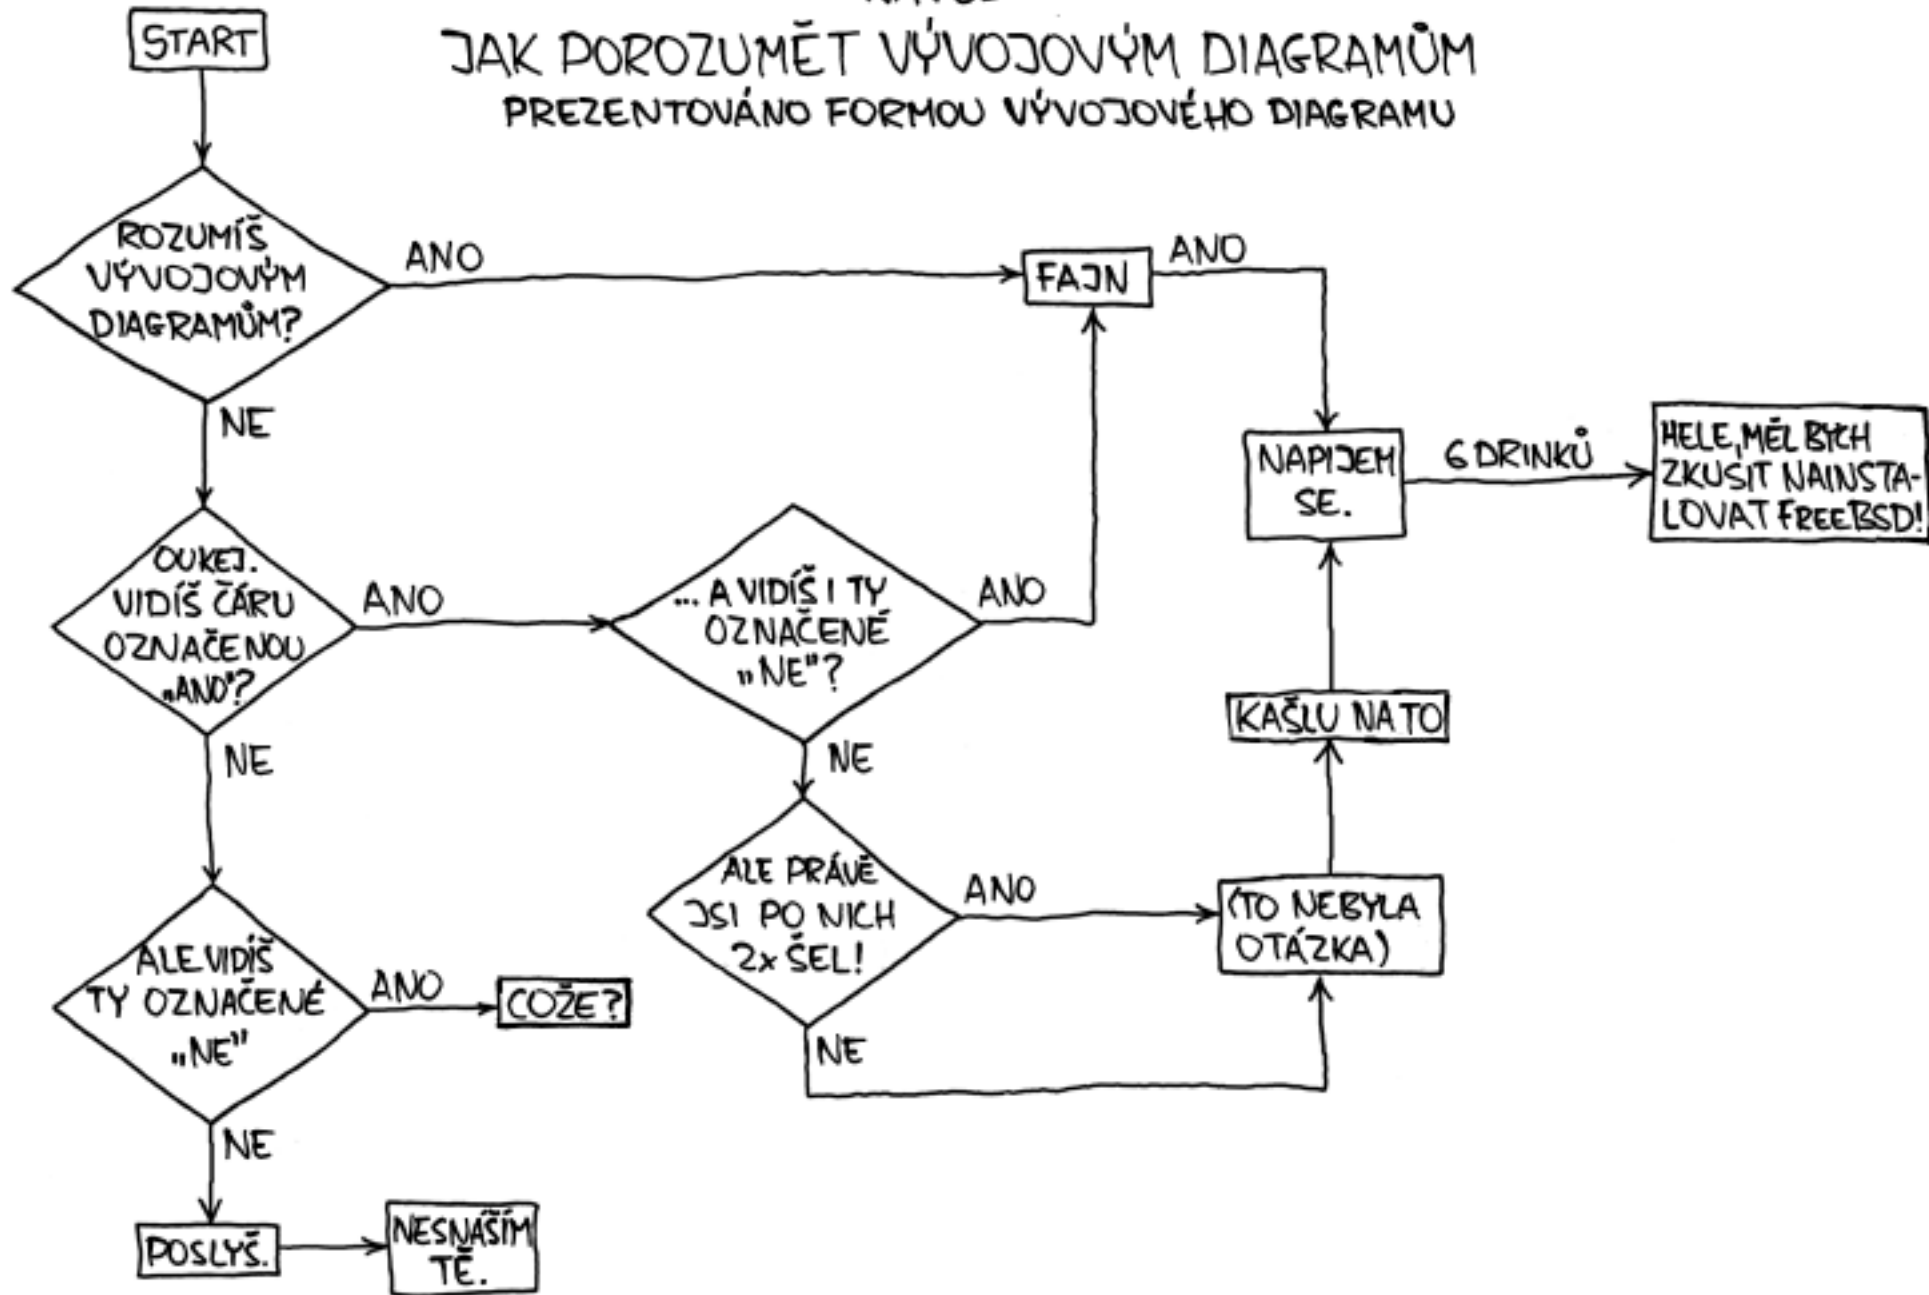 START
JAK POROZUMĚT VÝVOJOVÝM DIAGRAMŮM
PREZENTOVÁNO FORMOU VÝVOJOVÉHO DIAGRAMU
ROZUMÍŠ
VÝVOJOVÝM
DIAGRAMŮM?
ANO
FAJN
ANO
NE
NAPIJEM
SE.
6 DRINKŮ
HELE, MĚL BYCH
ZKUSIT NAINSTA-
LOVAT FREEBSD!
OUKEJ.
VIDÍŠ ČÁRU
OZNAČENOU
„ANO"?
ANO
... A VIDÍŠ I TY
OZNAČENÉ
„NE"?
ANO
NE
NE
KAŠLU NA TO
ALE PRÁVĚ
JSI PO NICH
2x ŠEL!
ANO
(TO NEBYLA
OTÁZKA)
NE
ALE VIDÍŠ
TY OZNAČENÉ
„NE"
ANO
COŽE?
NE
POSLYŠ.
NESNÁŠÍM
TĚ.